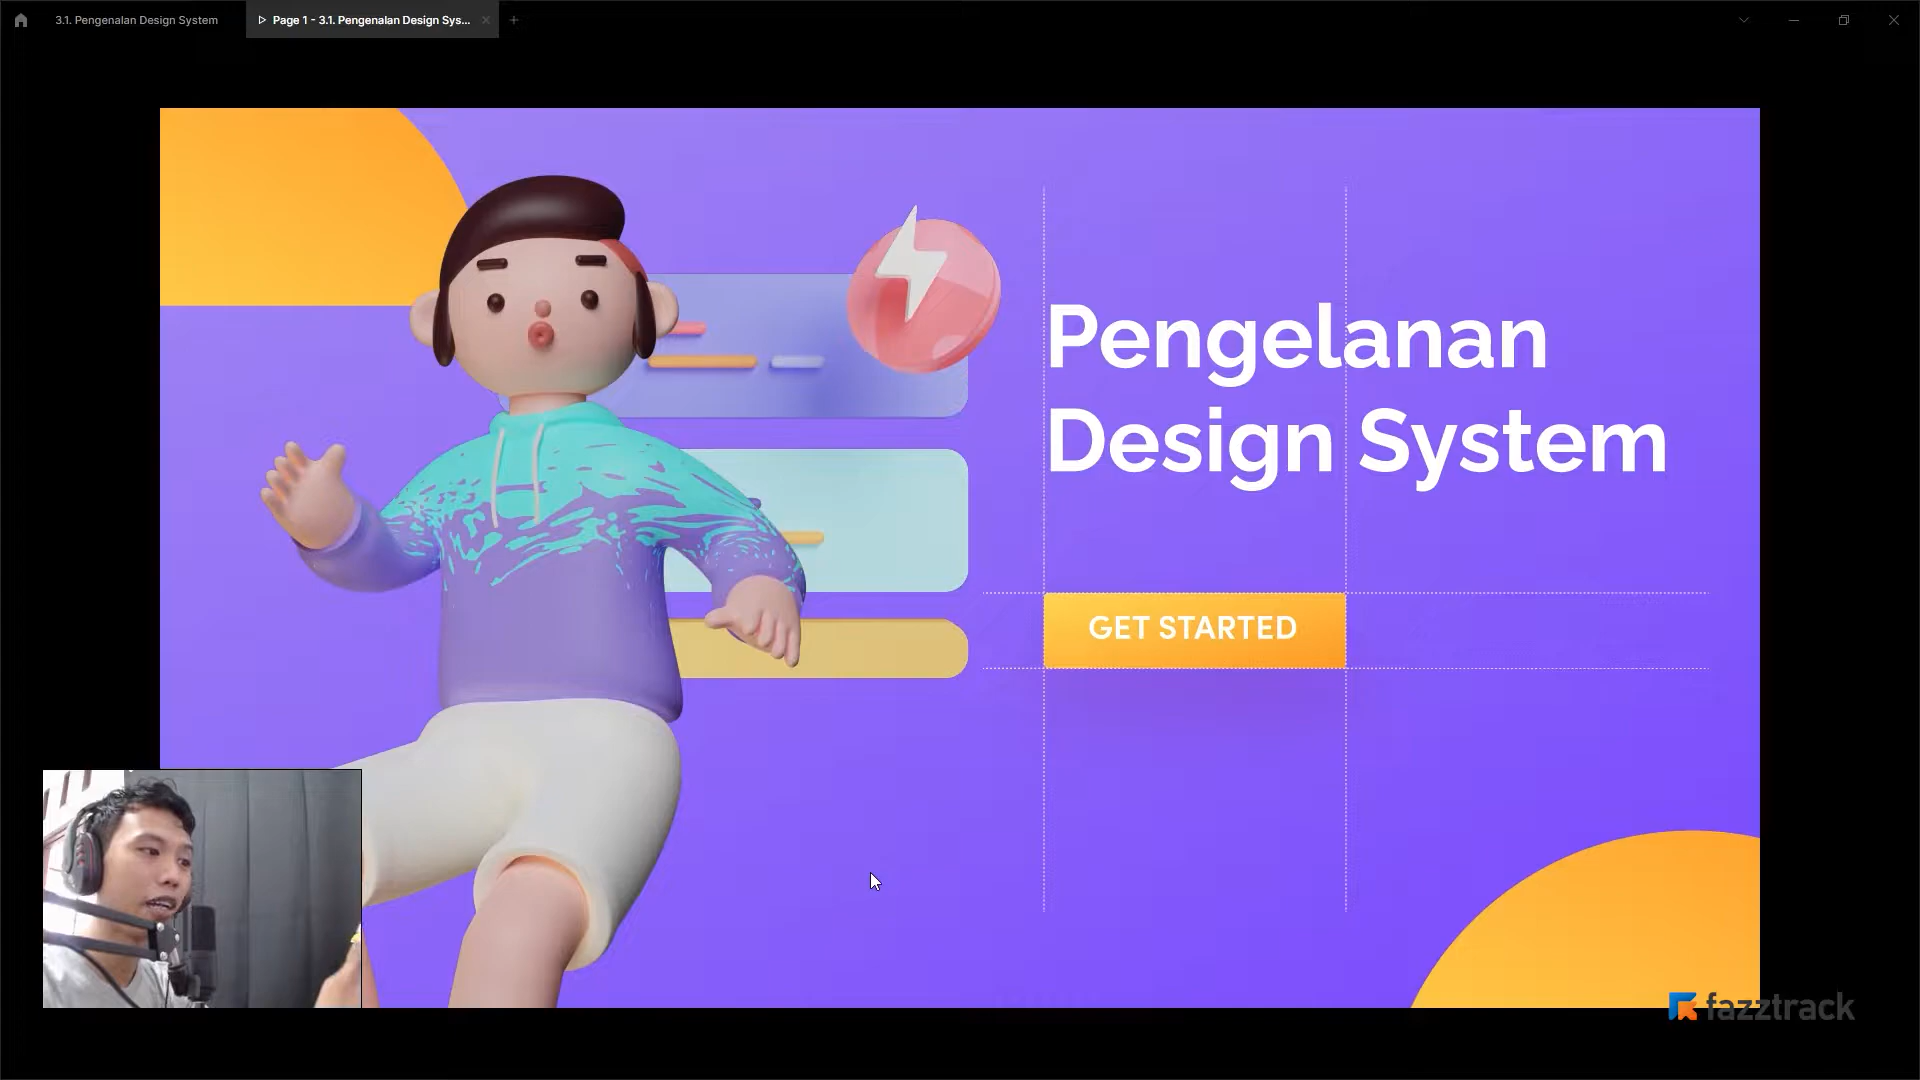 3.1. Pengenalan Design System
Page 1 - 3.1. Pengenalan Design Sys...
Pengelanan
Design System
GET STARTED
fazztrack